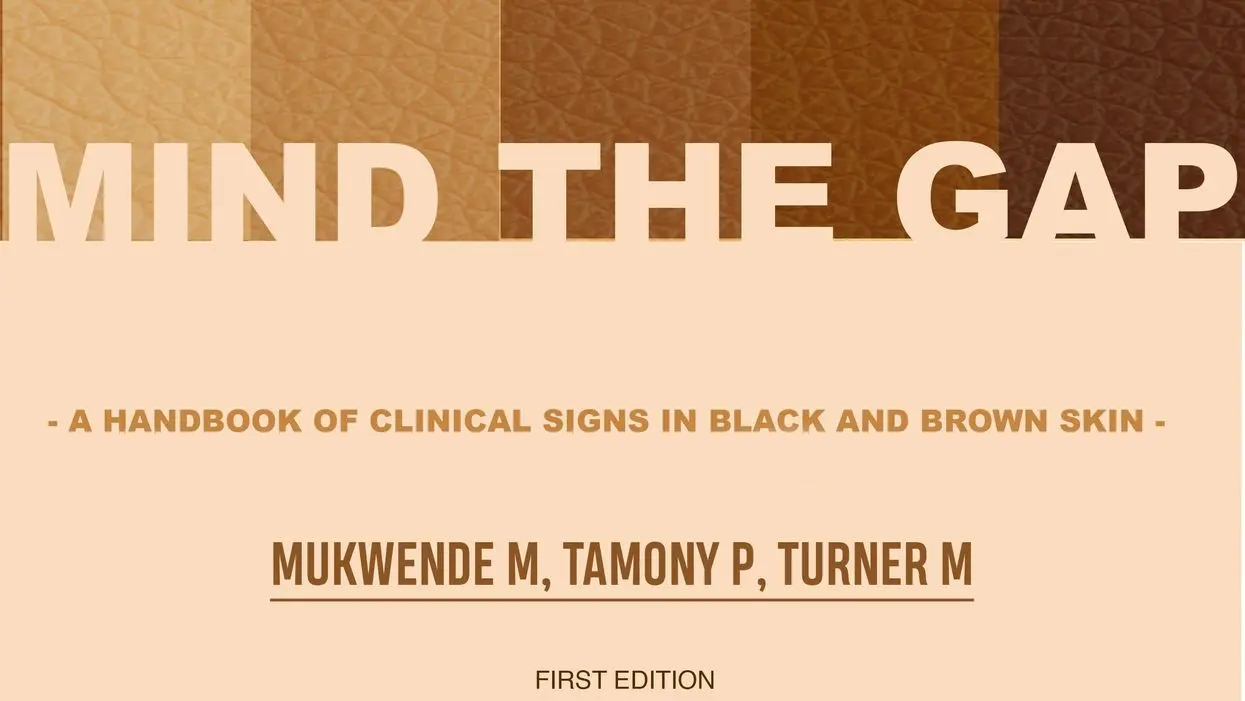 MIND THE GAP
- A HANDBOOK OF CLINICAL SIGNS IN BLACK AND BROWN SKIN -
MUKWENDE M, TAMONY P, TURNER M
FIRST EDITION